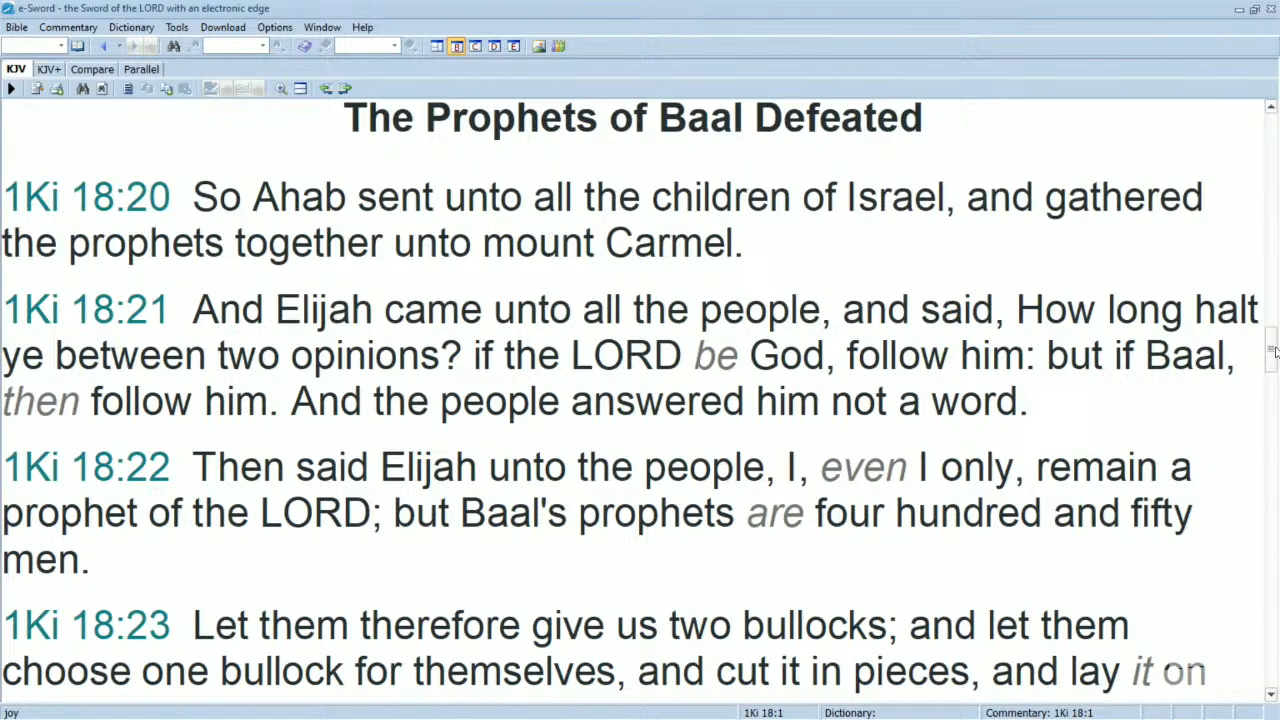 e-Sword - the Sword of the LORD with an electronic edge
Bible Commentary Dictionary Tools Download Options Window Help
B C D E
KJV KJV+ Compare Parallel
The Prophets of Baal Defeated
1Ki 18:20 So Ahab sent unto all the children of Israel, and gathered
the prophets together unto mount Carmel.
1Ki 18:21 And Elijah came unto all the people, and said, How long halt
ye between two opinions? if the LORD be God, follow him: but if Baal,
then follow him. And the people answered him not a word.
1Ki 18:22 Then said Elijah unto the people, I, even I only, remain a
prophet of the LORD; but Baal's prophets are four hundred and fifty
men.
1Ki 18:23 Let them therefore give us two bullocks; and let them
choose one bullock for themselves, and cut it in pieces, and lay it on
joy 1Ki 18:1 Dictionary: Commentary: 1Ki 18:1